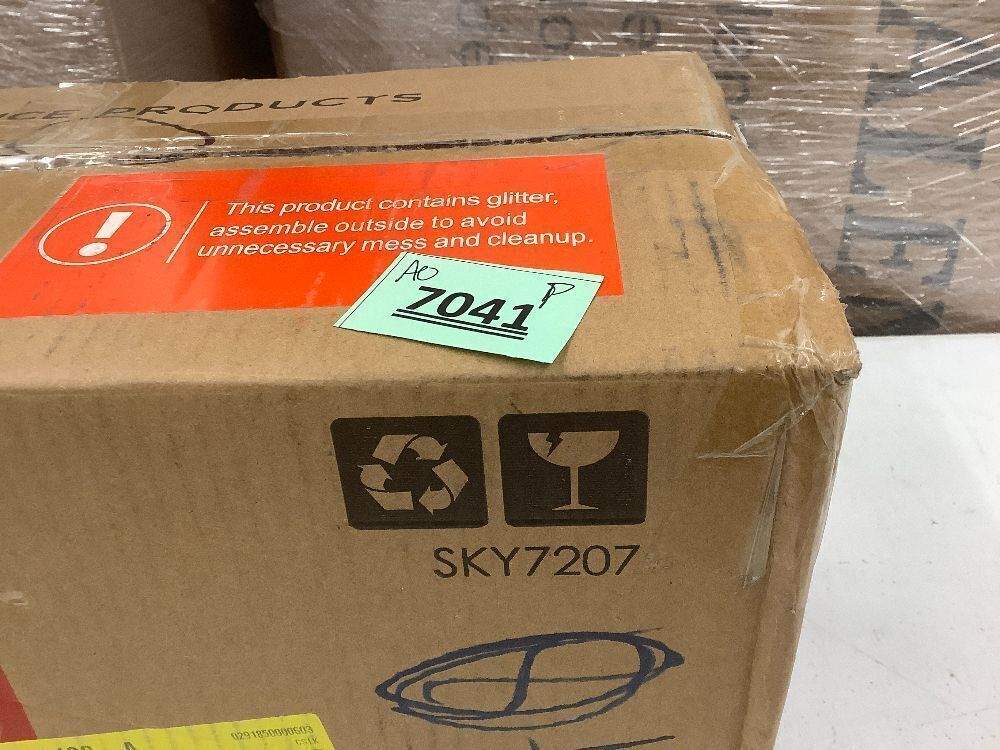 PRODUCTS
This product contains glitter,
assemble outside to avoid
unnecessary mess and cleanup.
AO
7041
P
SKY7207